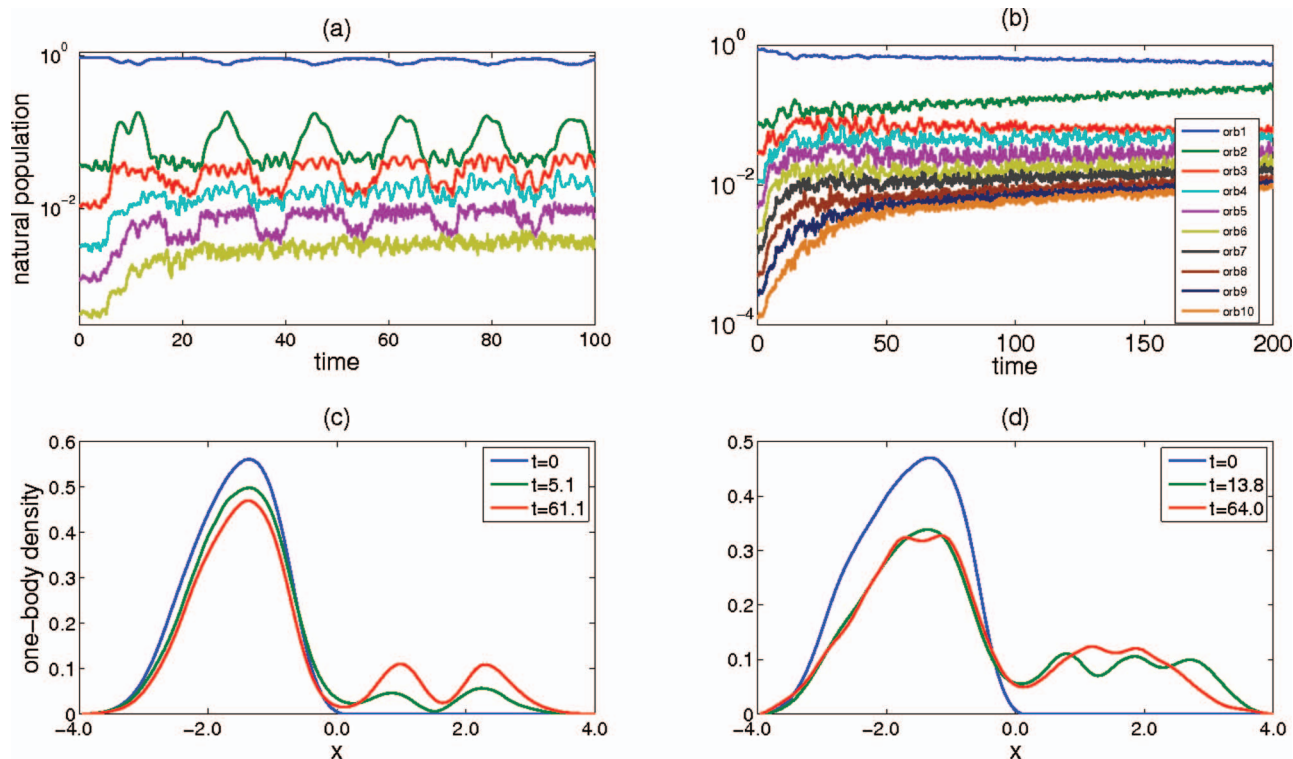 (a)
(b)
natural population
10^0
10^-2
0 20 40 60 80 100
time
10^0
10^-2
10^-4
0 50 100 150 200
time
orb1
orb2
orb3
orb4
orb5
orb6
orb7
orb8
orb9
orb10
(c)
(d)
one-body density
0.6
0.5
0.4
0.3
0.2
0.1
0
-4.0 -2.0 0.0 2.0 4.0
x
t=0
t=5.1
t=61.1
0.5
0.4
0.3
0.2
0.1
0
-4.0 -2.0 0.0 2.0 4.0
x
t=0
t=13.8
t=64.0